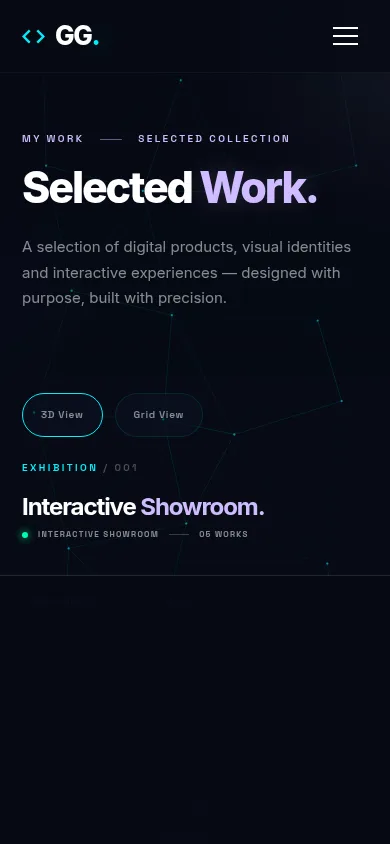 <> GG.
MY WORK — SELECTED COLLECTION
Selected Work.
A selection of digital products, visual identities
and interactive experiences — designed with
purpose, built with precision.
3D View
Grid View
EXHIBITION / 001
Interactive Showroom.
INTERACTIVE SHOWROOM — 05 WORKS